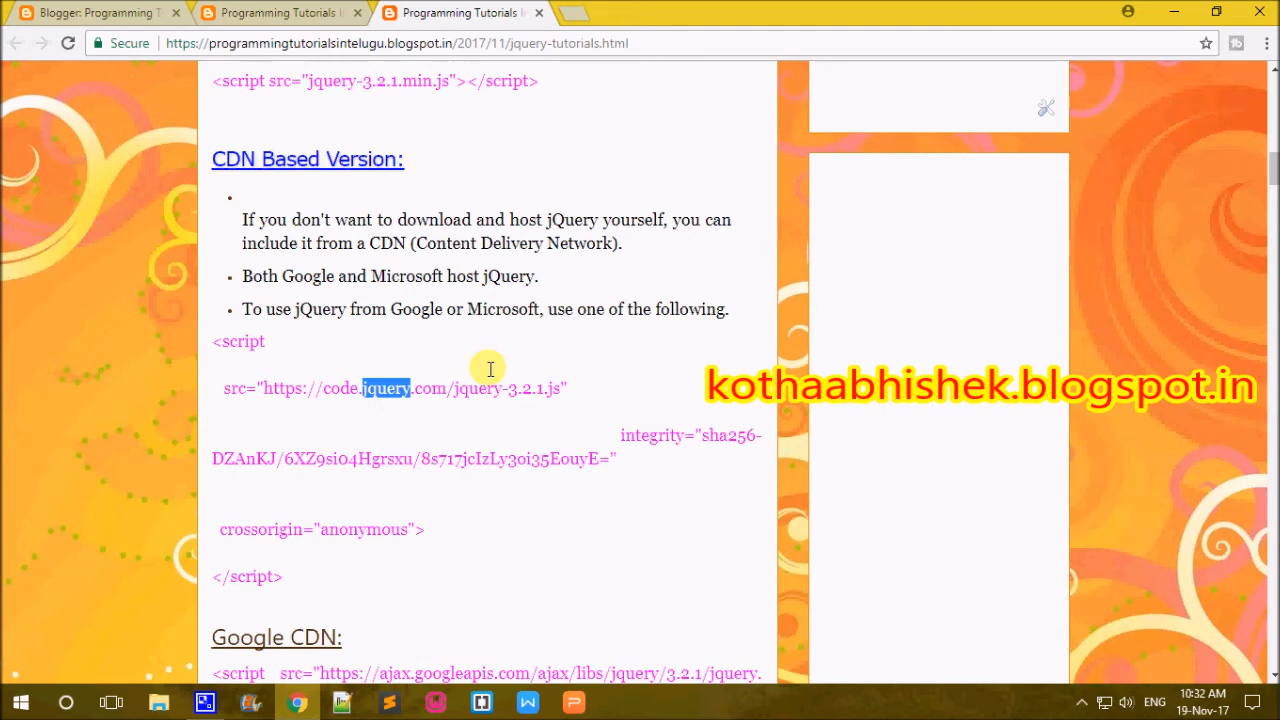 Blogger: Programming T
Programming Tutorials I
Programming Tutorials I
Secure
https://programmingtutorialsintelugu.blogspot.in/2017/11/jquery-tutorials.html
<script src="jquery-3.2.1.min.js"></script>
CDN Based Version:
If you don't want to download and host jQuery yourself, you can
include it from a CDN (Content Delivery Network).
Both Google and Microsoft host jQuery.
To use jQuery from Google or Microsoft, use one of the following.
<script
src="https://code.jquery.com/jquery-3.2.1.js"
kothaabhishek.blogspot.in
integrity="sha256-
DZAnKJ/6XZ9si04Hgrsxu/8s717jcIzLy3oi35EouyE="
crossorigin="anonymous">
</script>
Google CDN:
<script src="https://ajax.googleapis.com/ajax/libs/jquery/3.2.1/jquery.
ENG
10:32 AM
19-Nov-17